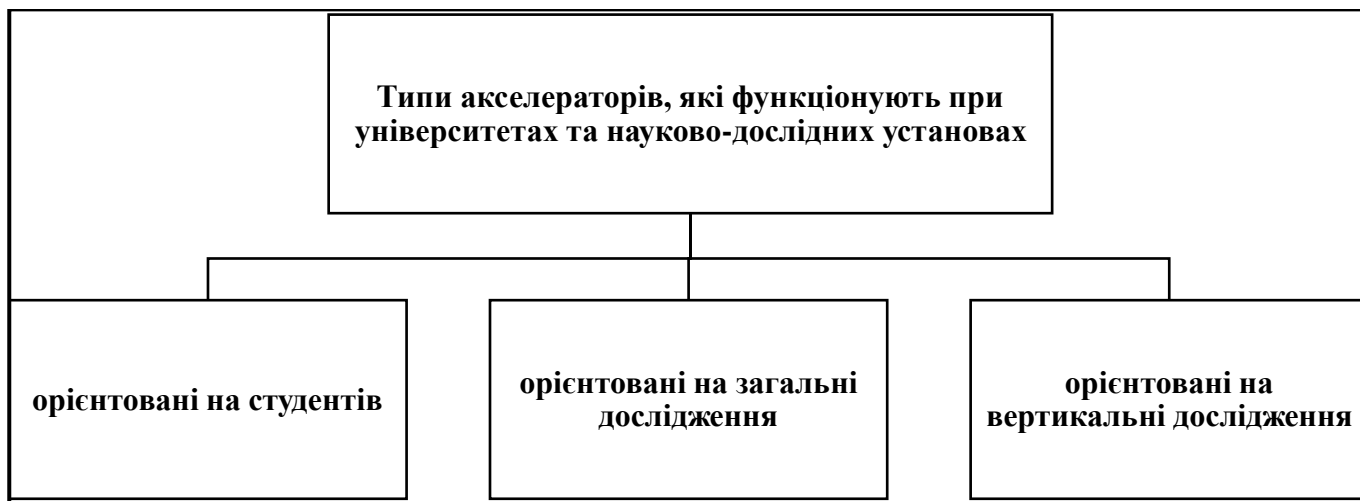 Типи акселераторів, які функціонують при
університетах та науково-дослідних установах
орієнтовані на студентів
орієнтовані на загальні
дослідження
орієнтовані на
вертикальні дослідження